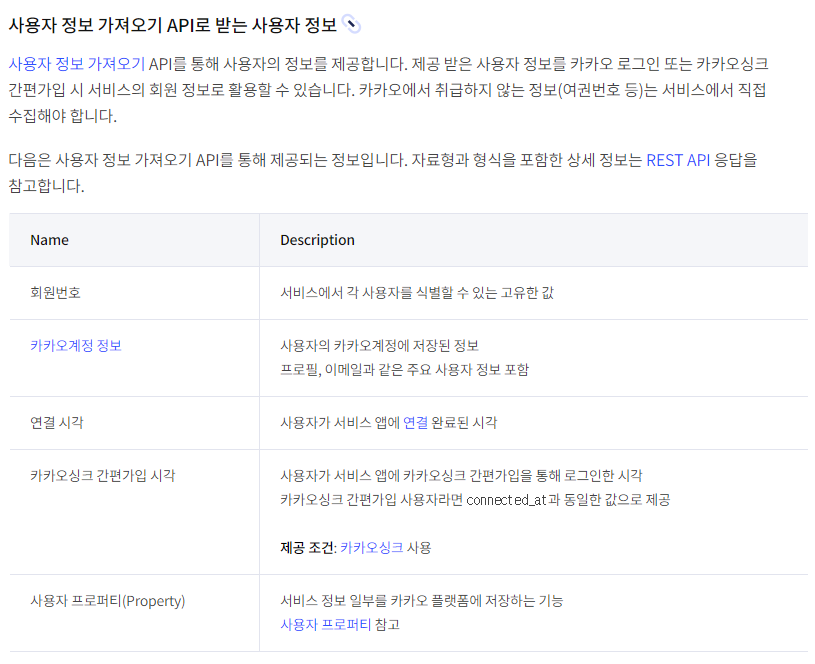 사용자 정보 가져오기 API로 받는 사용자 정보
사용자 정보 가져오기 API를 통해 사용자의 정보를 제공합니다. 제공 받은 사용자 정보를 카카오 로그인 또는 카카오싱크
간편가입 시 서비스의 회원 정보로 활용할 수 있습니다. 카카오에서 취급하지 않는 정보(여권번호 등)는 서비스에서 직접
수집해야 합니다.
다음은 사용자 정보 가져오기 API를 통해 제공되는 정보입니다. 자료형과 형식을 포함한 상세 정보는 REST API 응답을
참고합니다.
Name
Description
회원번호
서비스에서 각 사용자를 식별할 수 있는 고유한 값
카카오계정 정보
사용자의 카카오계정에 저장된 정보
프로필, 이메일과 같은 주요 사용자 정보 포함
연결 시각
사용자가 서비스 앱에 연결 완료된 시각
카카오싱크 간편가입 시각
사용자가 서비스 앱에 카카오싱크 간편가입을 통해 로그인한 시각
카카오싱크 간편가입 사용자라면 connected_at과 동일한 값으로 제공
제공 조건: 카카오싱크 사용
사용자 프로퍼티(Property)
서비스 정보 일부를 카카오 플랫폼에 저장하는 기능
사용자 프로퍼티 참고